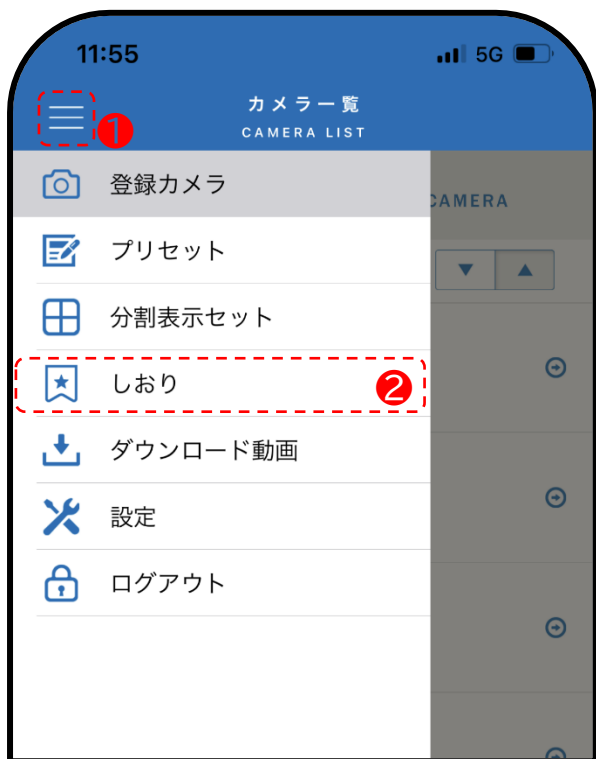 11:55 5G
カメラ一覧
CAMERA LIST
❶
登録カメラ
CAMERA
プリセット
▼ ▲
分割表示セット
しおり ❷
ダウンロード動画
設定
ログアウト